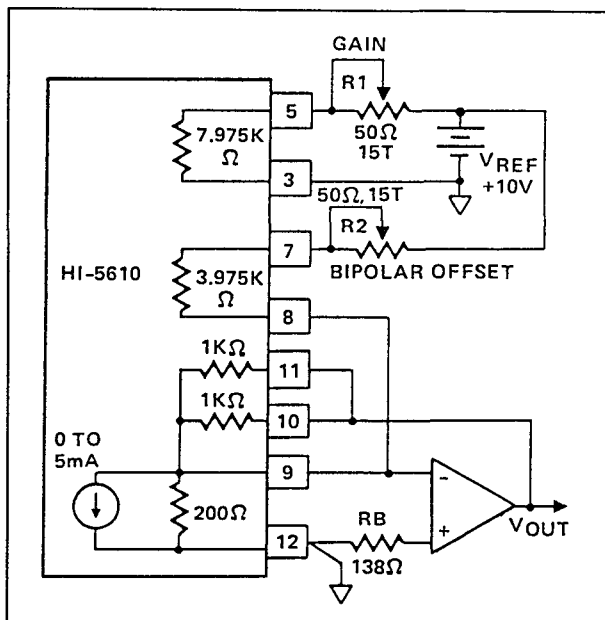 GAIN
R1
5
50Ω
15T
7.975K
Ω
VREF
+10V
3
50Ω, 15T
R2
7
BIPOLAR OFFSET
HI-5610
3.975K
Ω
8
1KΩ
11
1KΩ
10
0 TO
5mA
9
-
200Ω
RB
+
VOUT
12
138Ω